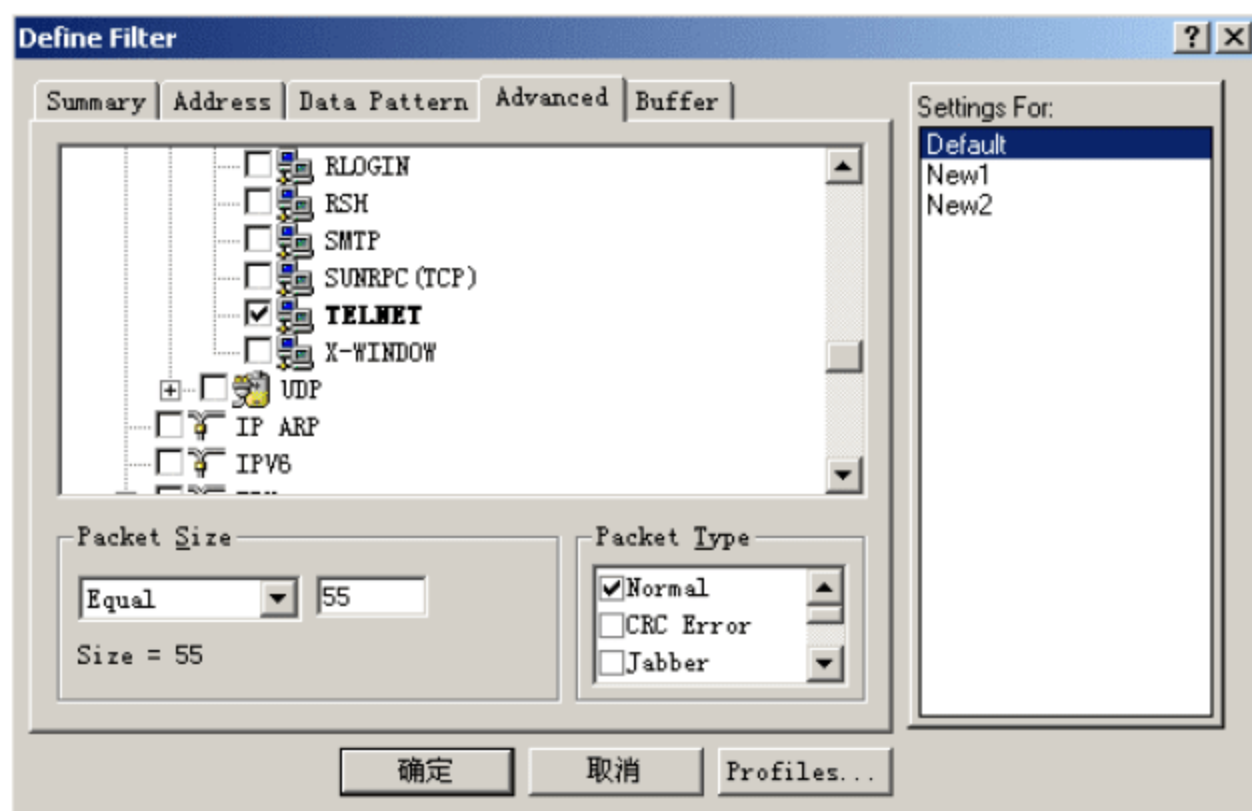 Define Filter
Summary
Address
Data Pattern
Advanced
Buffer
Settings For:
Default
New1
New2
RLOGIN
RSH
SMTP
SUNRPC(TCP)
TELNET
X-WINDOW
UDP
IP ARP
IPV6
Packet Size
Equal
55
Size = 55
Packet Type
Normal
CRC Error
Jabber
确定
取消
Profiles...